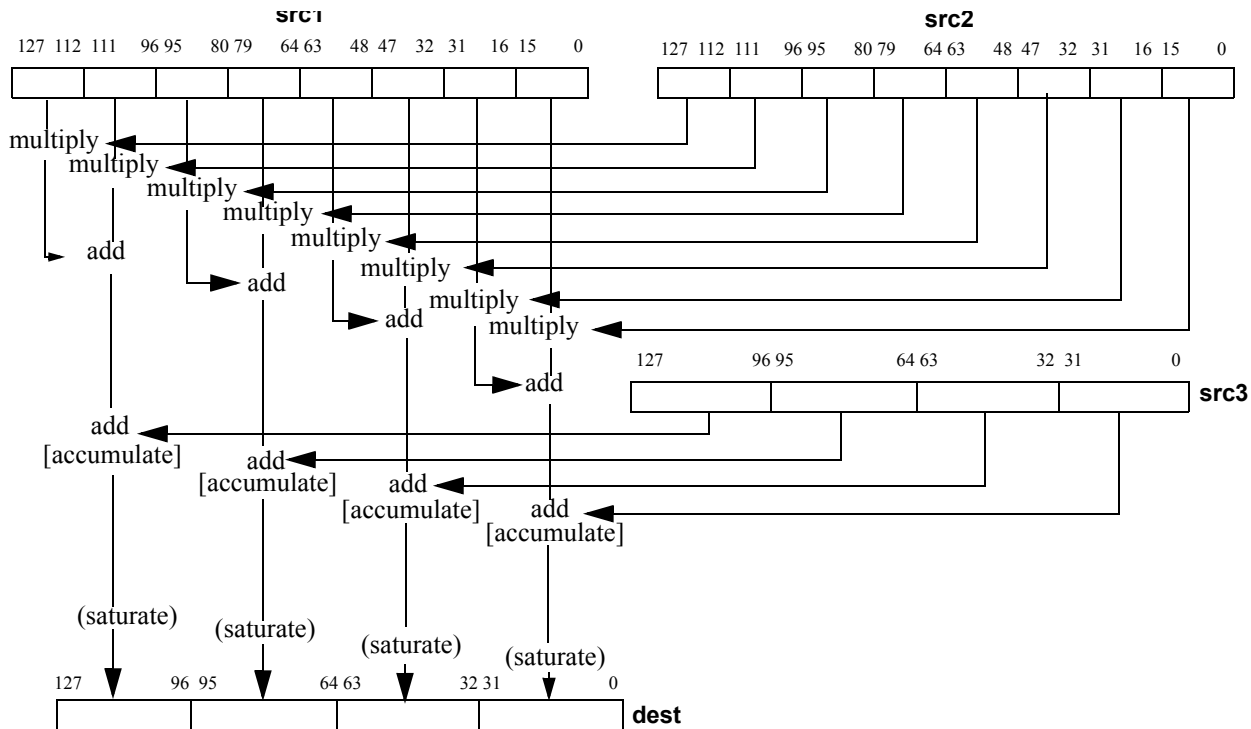 src1
src2
127 112 111 96 95 80 79 64 63 48 47 32 31 16 15 0
127 112 111 96 95 80 79 64 63 48 47 32 31 16 15 0
multiply
multiply
multiply
multiply
multiply
multiply
multiply
multiply
add
add
add
add
127 96 95 64 63 32 31 0
src3
add
[accumulate]
add
[accumulate]
add
[accumulate]
add
[accumulate]
(saturate)
(saturate)
(saturate)
(saturate)
127 96 95 64 63 32 31 0
dest